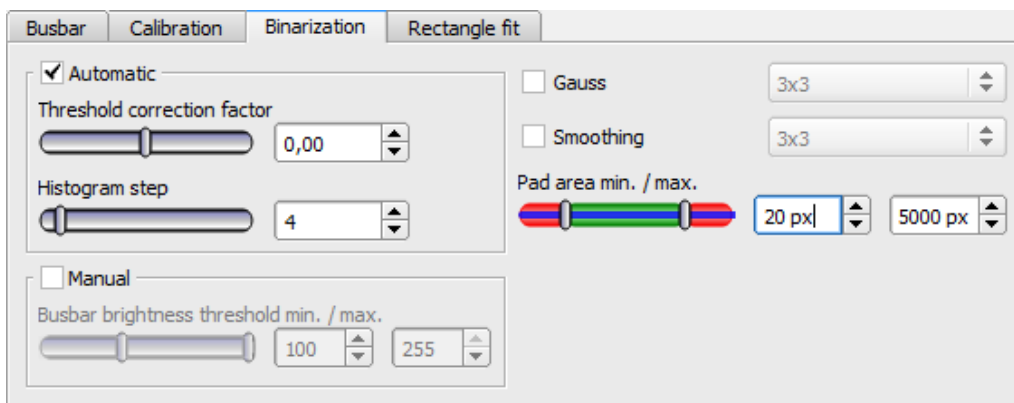 Busbar Calibration Binarization Rectangle fit
Automatic
Threshold correction factor
0,00
Histogram step
4
Manual
Busbar brightness threshold min. / max.
100 255
Gauss 3x3
Smoothing 3x3
Pad area min. / max.
20 px 5000 px